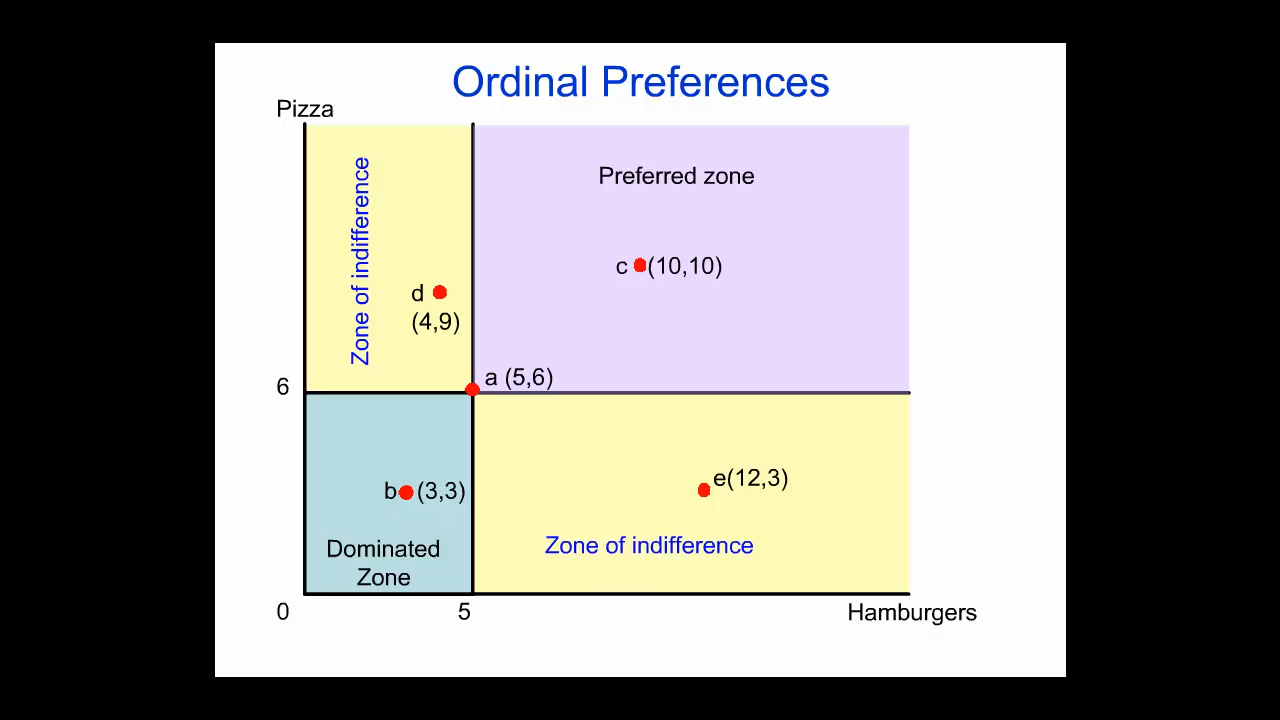 Ordinal Preferences
Pizza
Zone of indifference
Preferred zone
c (10,10)
d
(4,9)
6
a (5,6)
b (3,3)
e(12,3)
Dominated
Zone
Zone of indifference
0
5
Hamburgers